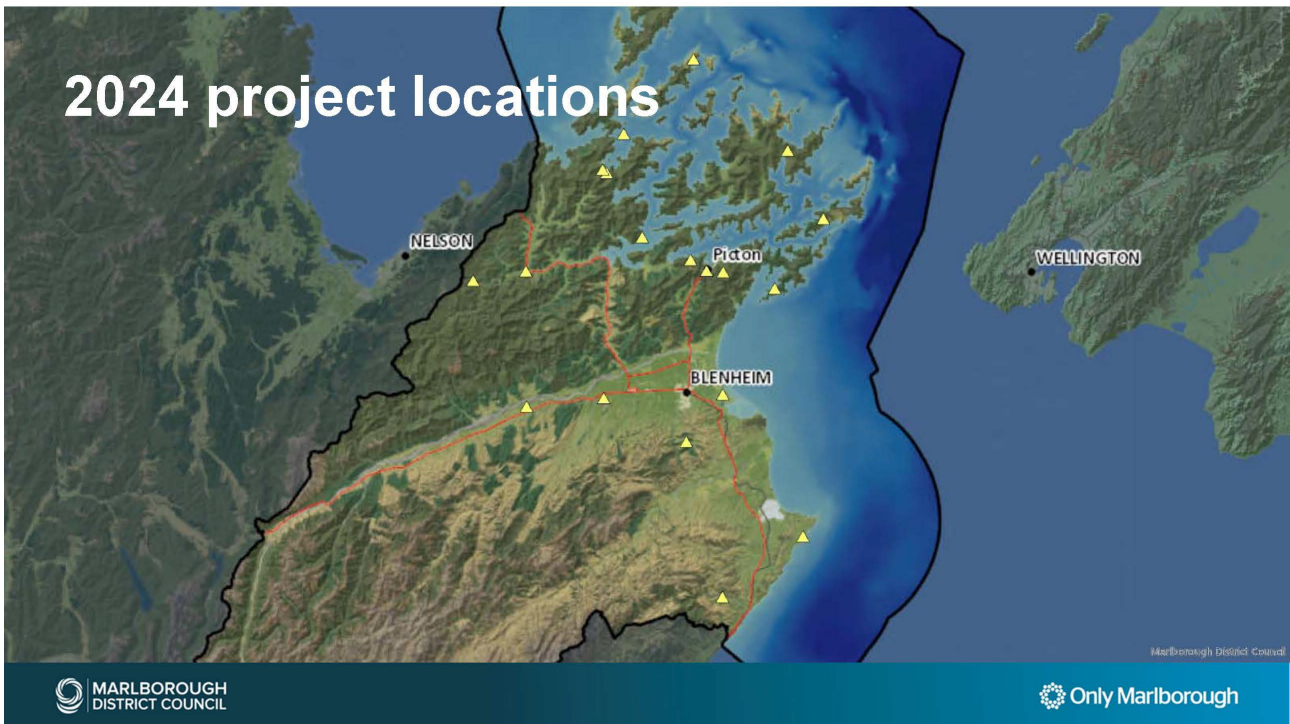 2024 project locations
NELSON
Picton
WELLINGTON
BLENHEIM
Marlborough District Council
MARLBOROUGH
DISTRICT COUNCIL
Only Marlborough